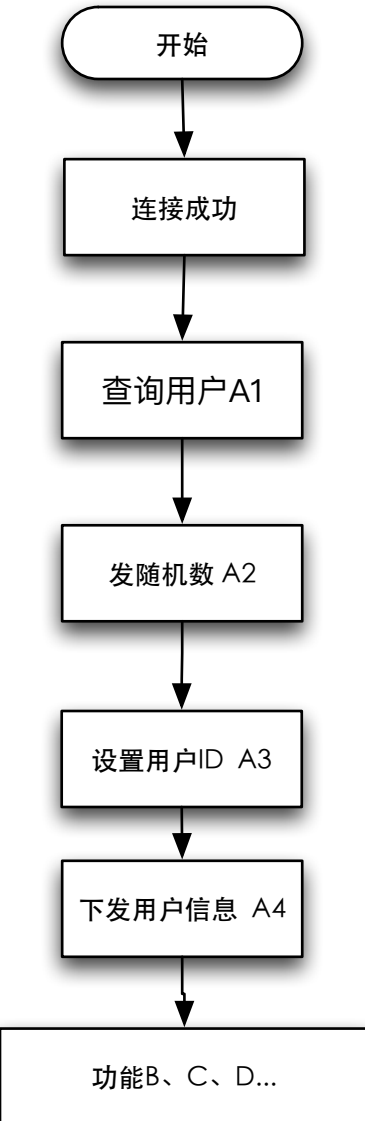 开始
连接成功
查询用户A1
发随机数 A2
设置用户ID A3
下发用户信息 A4
功能B、C、D...